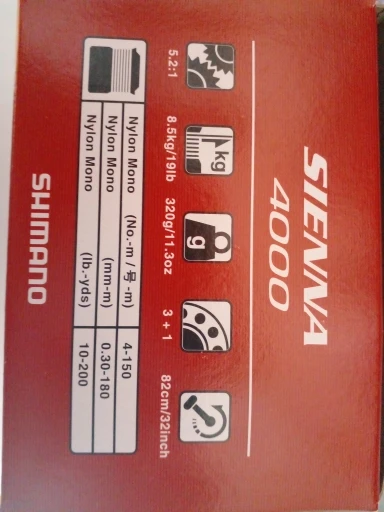 SIENNA
4000
5.2:1
8.5kg/19lb
320g/11.3oz
3 + 1
82cm/32inch
kg
g
Nylon Mono (No.-m / 号-m) 4-150
Nylon Mono (mm-m) 0.30-180
Nylon Mono (lb.-yds) 10-200
SHIMANO